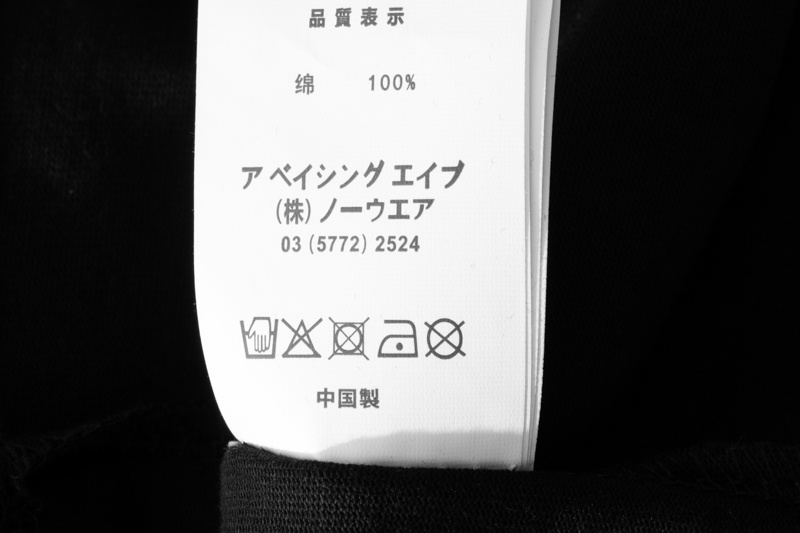 品質表示
绵 100%
ア ベイシング エイプ
(株) ノーウエア
03 (5772) 2524
中国製